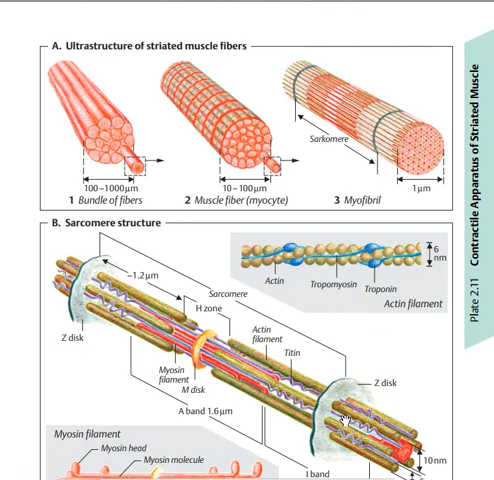 A. Ultrastructure of striated muscle fibers
Sarkomere
100–1000 µm
10–100 µm
1 µm
1 Bundle of fibers
2 Muscle fiber (myocyte)
3 Myofibril
B. Sarcomere structure
6
nm
~1.2 µm
Actin
Tropomyosin
Troponin
Sarcomere
Actin filament
H zone
Actin
filament
Titin
Z disk
Myosin
filament
M disk
Z disk
A band 1.6 µm
Myosin filament
Myosin head
Myosin molecule
10 nm
I band
Plate 2.11 Contractile Apparatus of Striated Muscle